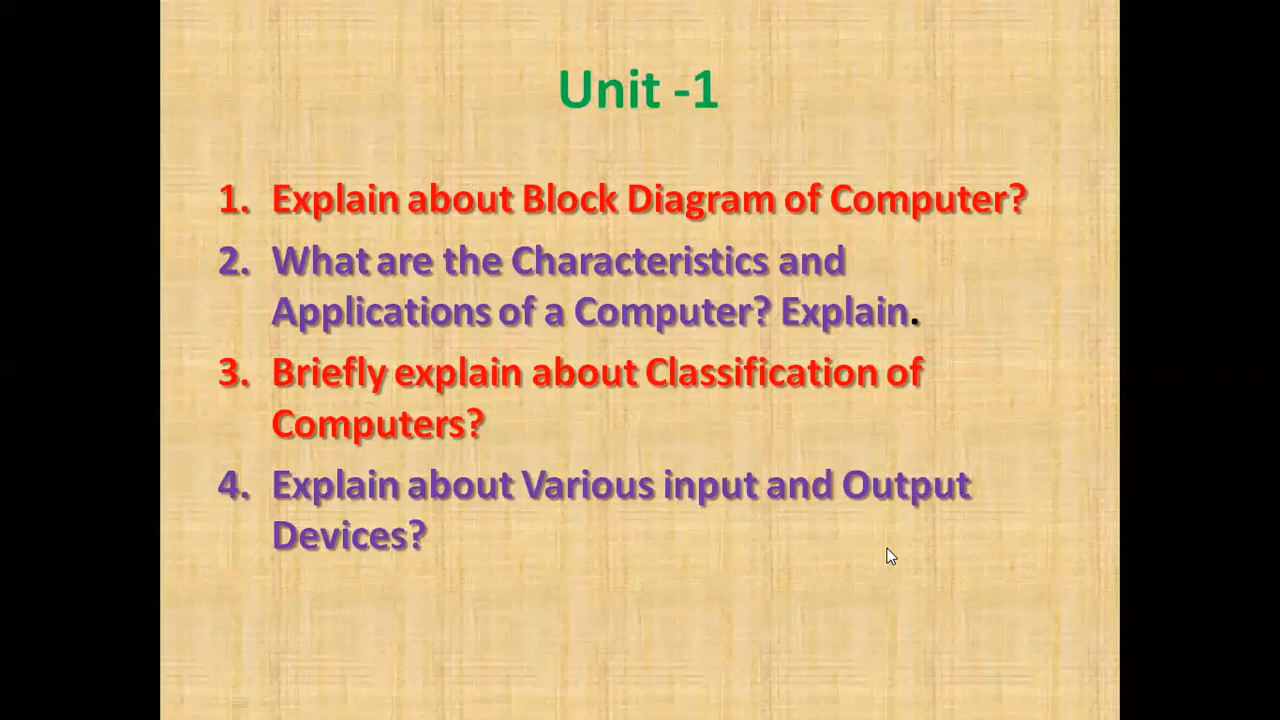 Unit -1
1. Explain about Block Diagram of Computer?
2. What are the Characteristics and
Applications of a Computer? Explain.
3. Briefly explain about Classification of
Computers?
4. Explain about Various input and Output
Devices?